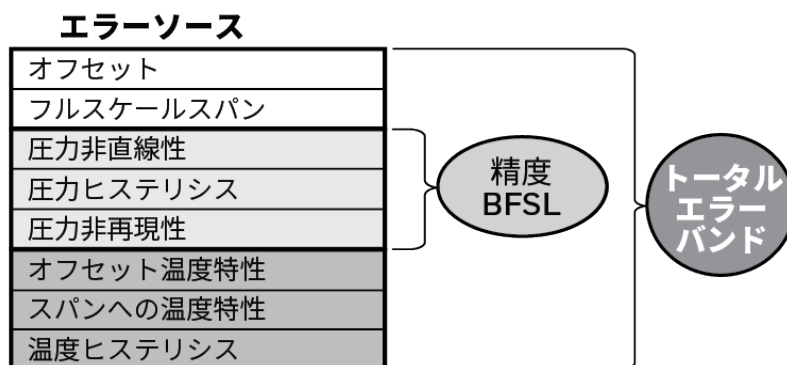 エラーソース
オフセット
フルスケールスパン
圧力非直線性
圧力ヒステリシス
圧力非再現性
オフセット温度特性
スパンへの温度特性
温度ヒステリシス
精度
BFSL
トータル
エラー
バンド